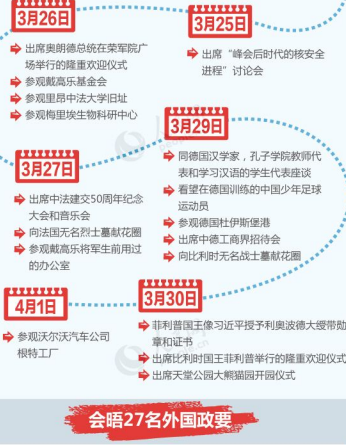 3月26日
出席奥朗德总统在荣军院广
场举行的隆重欢迎仪式
参观戴高乐基金会
参观里昂中法大学旧址
参观梅里埃生物科研中心
3月25日
出席“峰会后时代的核安全
进程”讨论会
3月27日
出席中法建交50周年纪念
大会和音乐会
向法国无名烈士墓献花圈
参观戴高乐将军生前用过
的办公室
3月29日
同德国汉学家，孔子学院教师代
表和学习汉语的学生代表座谈
看望在德国训练的中国少年足球
运动员
参观德国杜伊斯堡港
出席中德工商界招待会
向比利时无名战士墓献花圈
4月1日
参观沃尔沃汽车公司
根特工厂
3月30日
菲利普国王像习近平授予利奥波德大绶带勋
章和证书
出席比利时国王菲利普举行的隆重欢迎仪式
出席天堂公园大熊猫园开园仪式
会晤27名外国政要